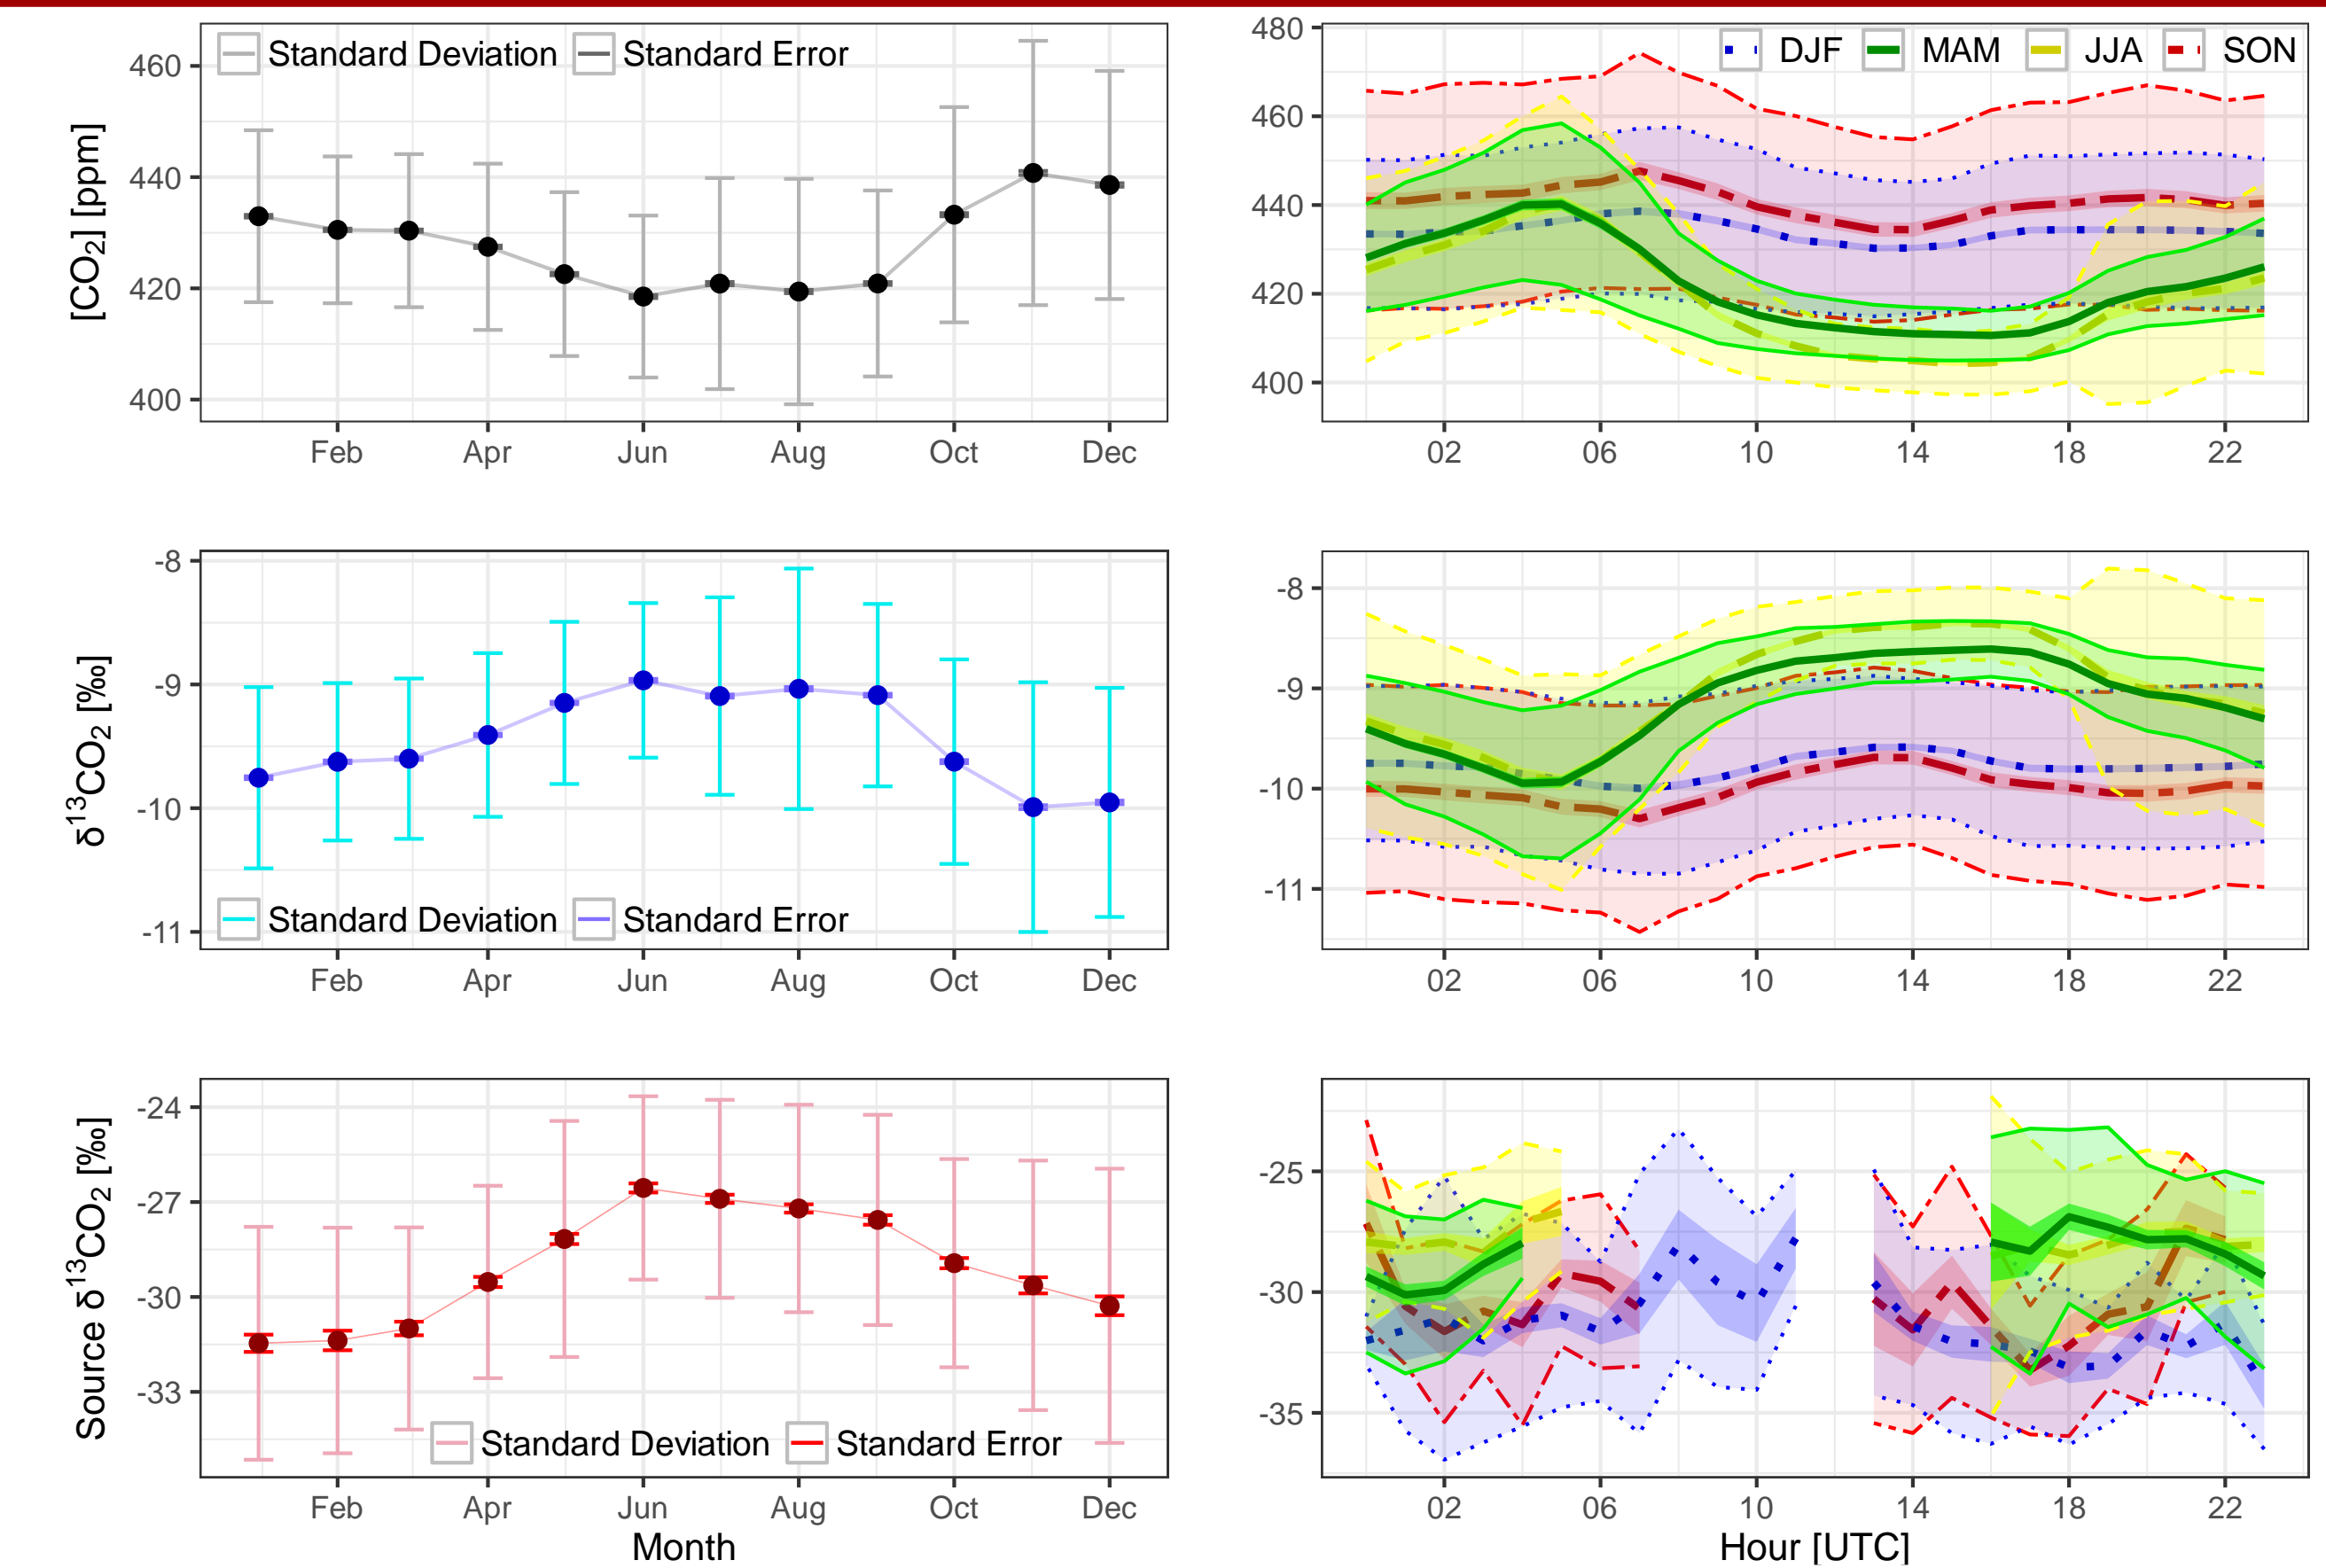 Standard Deviation Standard Error
[CO2] [ppm]
460
440
420
400
Feb Apr Jun Aug Oct Dec
DJF MAM JJA SON
480
460
440
420
400
02 06 10 14 18 22
δ13CO2 [‰]
-8
-9
-10
-11
Standard Deviation Standard Error
Feb Apr Jun Aug Oct Dec
-8
-9
-10
-11
02 06 10 14 18 22
Source δ13CO2 [‰]
-24
-27
-30
-33
Standard Deviation Standard Error
Feb Apr Jun Aug Oct Dec
Month
-25
-30
-35
02 06 10 14 18 22
Hour [UTC]